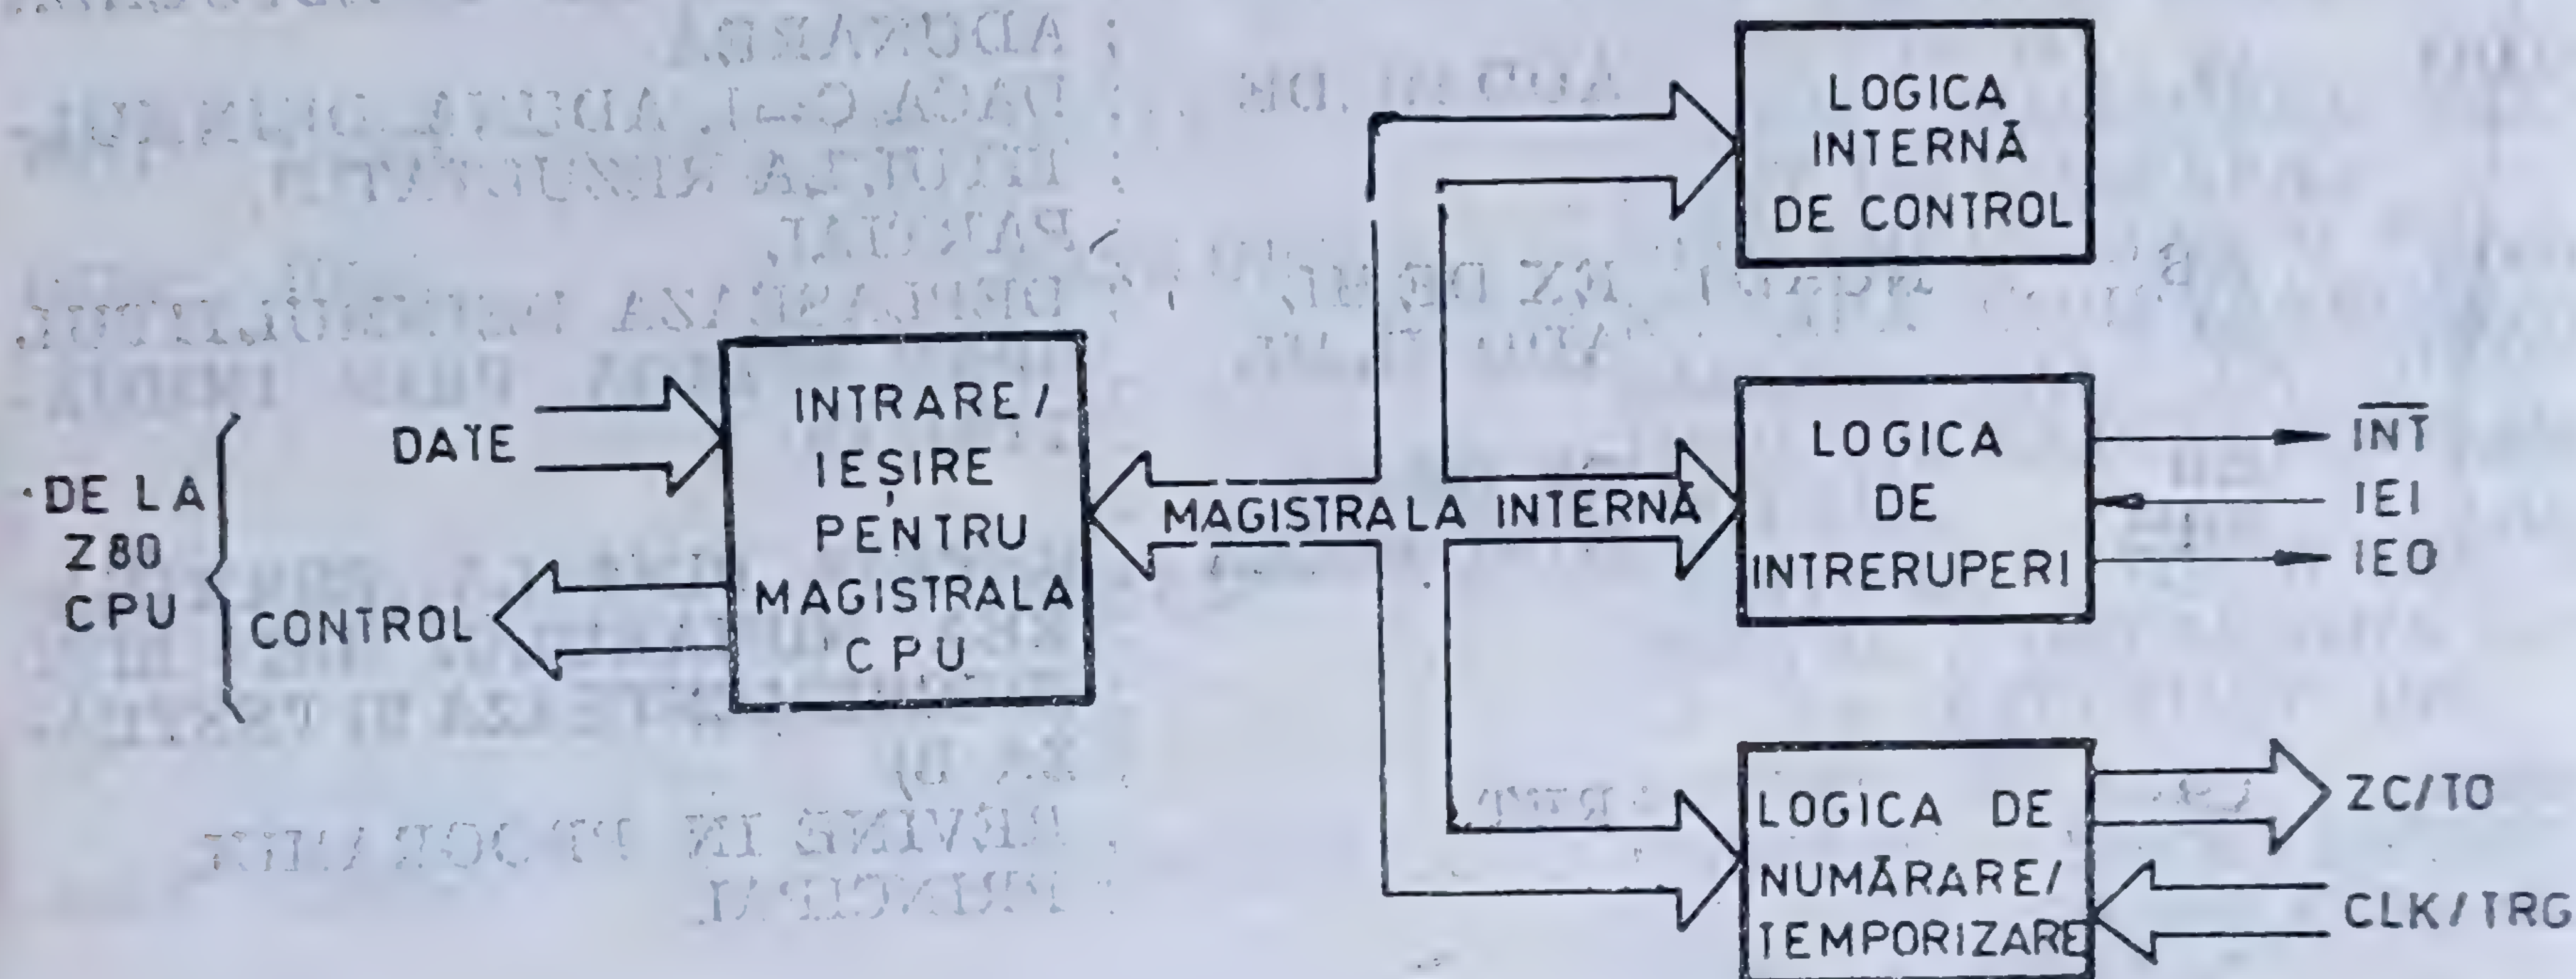 DE LA
Z80
CPU
DATE
CONTROL
INTRARE/
IEȘIRE
PENTRU
MAGISTRALA
CPU
MAGISTRALA INTERNĂ
LOGICA
INTERNĂ
DE CONTROL
LOGICA
DE
INTRERUPERI
INT
IEI
IEO
LOGICA DE
NUMĂRARE/
TEMPORIZARE
ZC/TO
CLK/TRG